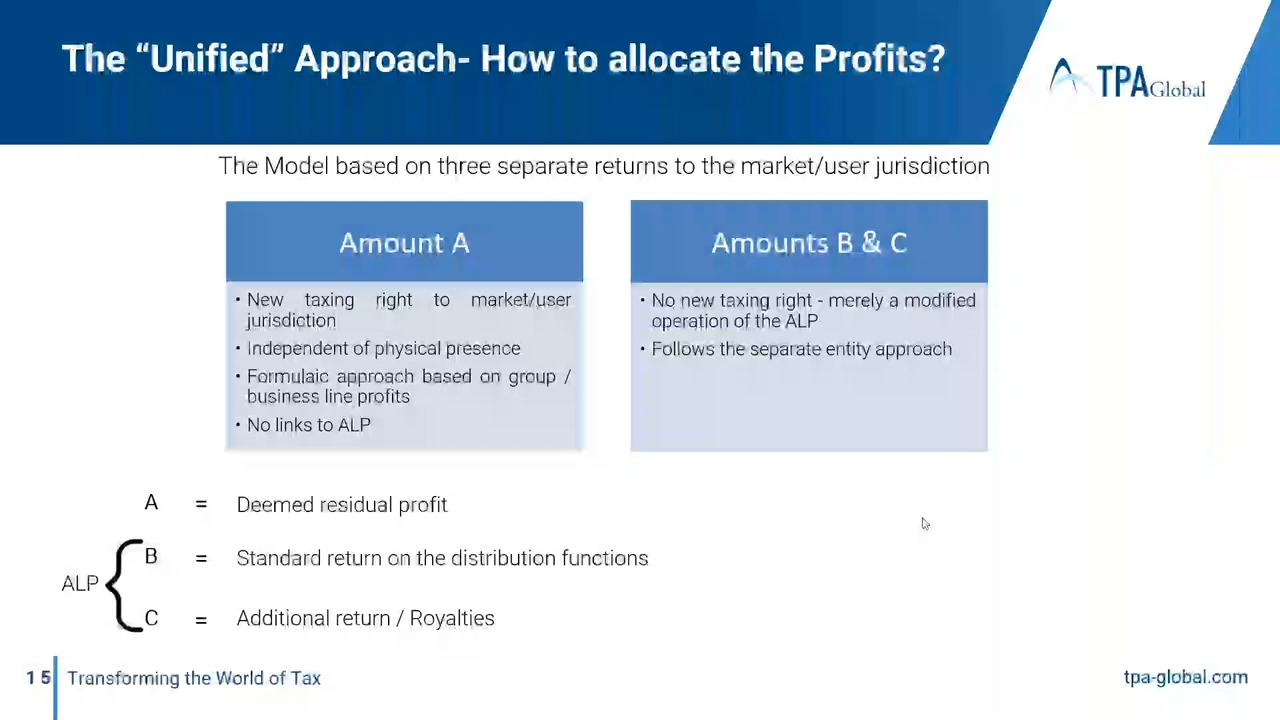 The “Unified” Approach- How to allocate the Profits?
TPA Global
The Model based on three separate returns to the market/user jurisdiction
Amount A
• New taxing right to market/user
jurisdiction
• Independent of physical presence
• Formulaic approach based on group /
business line profits
• No links to ALP
Amounts B & C
• No new taxing right - merely a modified
operation of the ALP
• Follows the separate entity approach
A = Deemed residual profit
B = Standard return on the distribution functions
ALP
C = Additional return / Royalties
15 Transforming the World of Tax
tpa-global.com